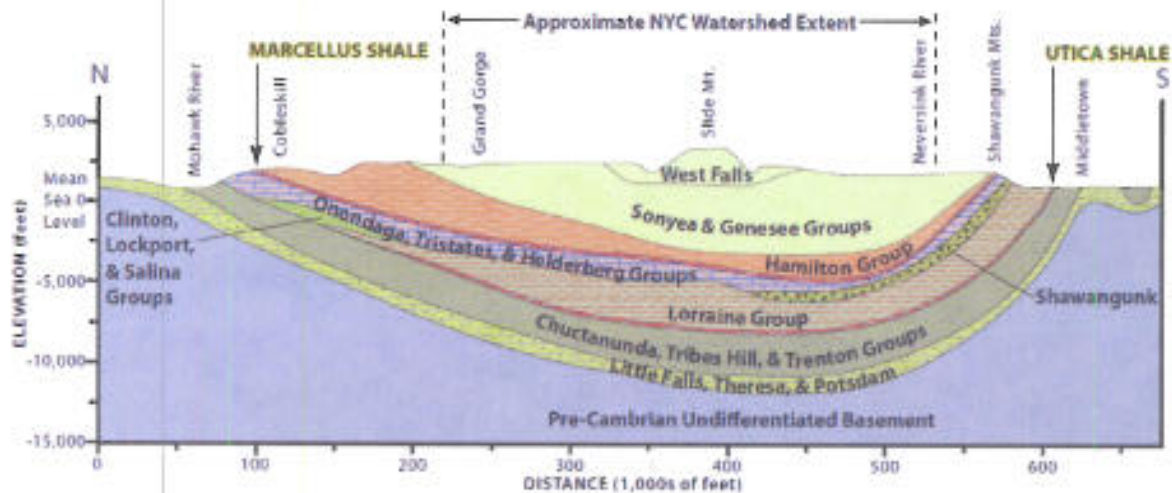 Approximate NYC Watershed Extent
MARCELLUS SHALE
UTICA SHALE
N
S
Mohawk River
Cobleskill
Grand Gorge
Slide Mt.
Neversink River
Shawangunk Mts.
Middletown
5,000
Mean
Sea 0
Level
-5,000
-10,000
-15,000
ELEVATION (feet)
West Falls
Sonyea & Genesee Groups
Clinton,
Lockport,
& Salina
Groups
Onondaga, Tristates, & Helderberg Groups
Hamilton Group
Shawangunk
Lorraine Group
Chuctanunda, Tribes Hill, & Trenton Groups
Little Falls, Theresa, & Potsdam
Pre-Cambrian Undifferentiated Basement
0
100
200
300
400
500
600
DISTANCE (1,000s of feet)